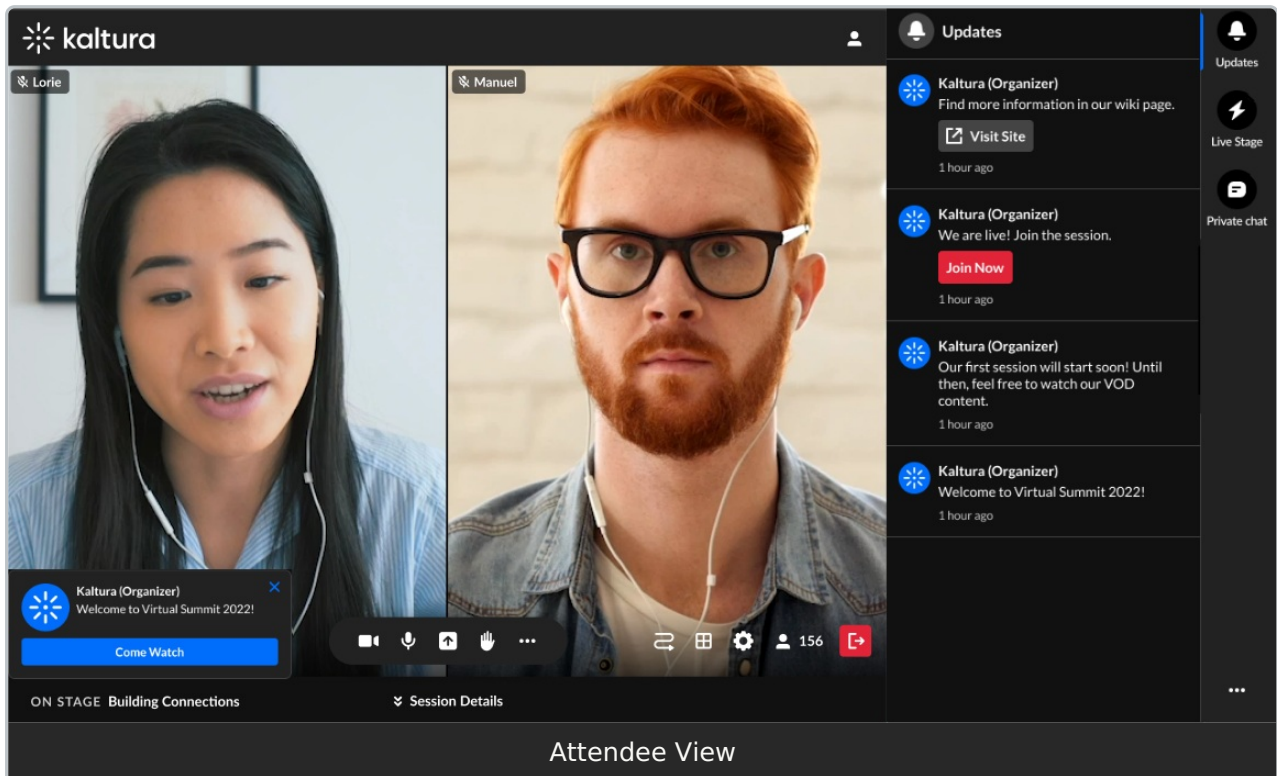 kaltura
Lorie
Manuel
Kaltura (Organizer)
Welcome to Virtual Summit 2022!
Come Watch
156
ON STAGE Building Connections
Session Details
Updates
Kaltura (Organizer)
Find more information in our wiki page.
Visit Site
1 hour ago
Kaltura (Organizer)
We are live! Join the session.
Join Now
1 hour ago
Kaltura (Organizer)
Our first session will start soon! Until
then, feel free to watch our VOD
content.
1 hour ago
Kaltura (Organizer)
Welcome to Virtual Summit 2022!
1 hour ago
Updates
Live Stage
Private chat
Attendee View